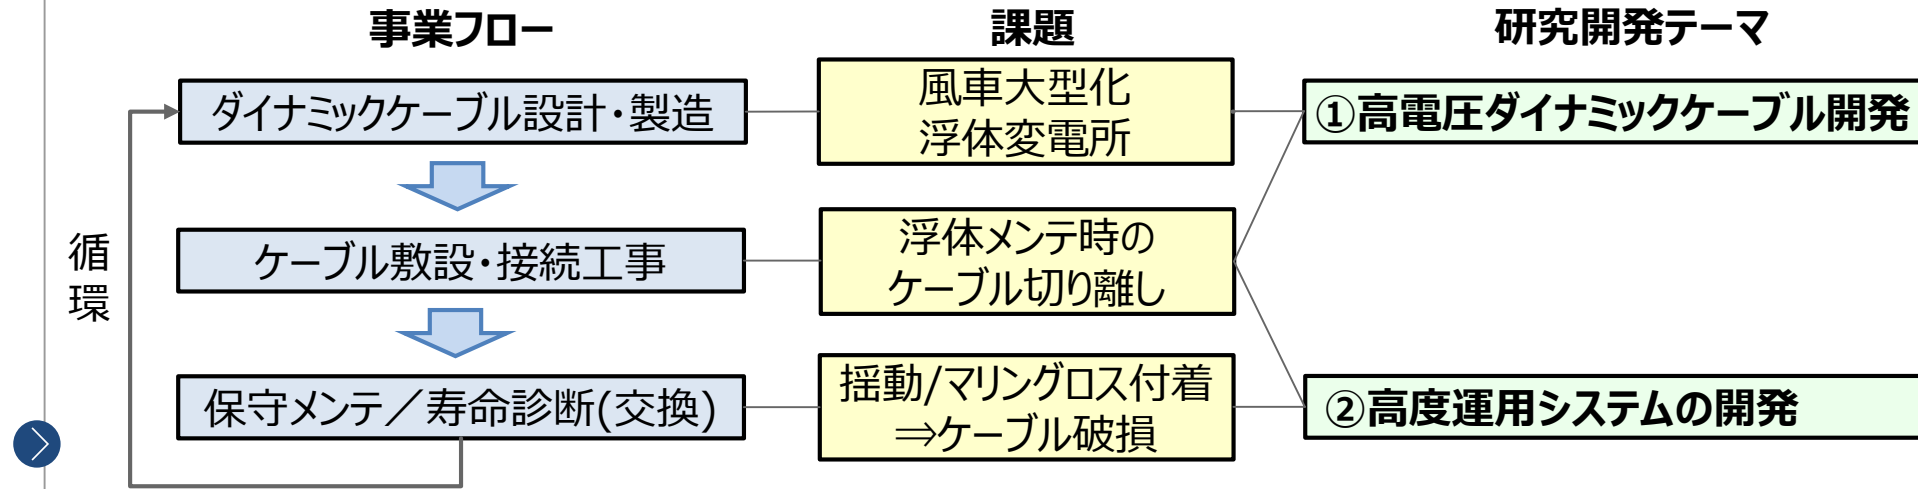 事業フロー
課題
研究開発テーマ
ダイナミックケーブル設計・製造
風車大型化
浮体変電所
①高電圧ダイナミックケーブル開発
循
環
ケーブル敷設・接続工事
浮体メンテ時の
ケーブル切り離し
保守メンテ／寿命診断(交換)
揺動/マリングロス付着
⇒ケーブル破損
②高度運用システムの開発